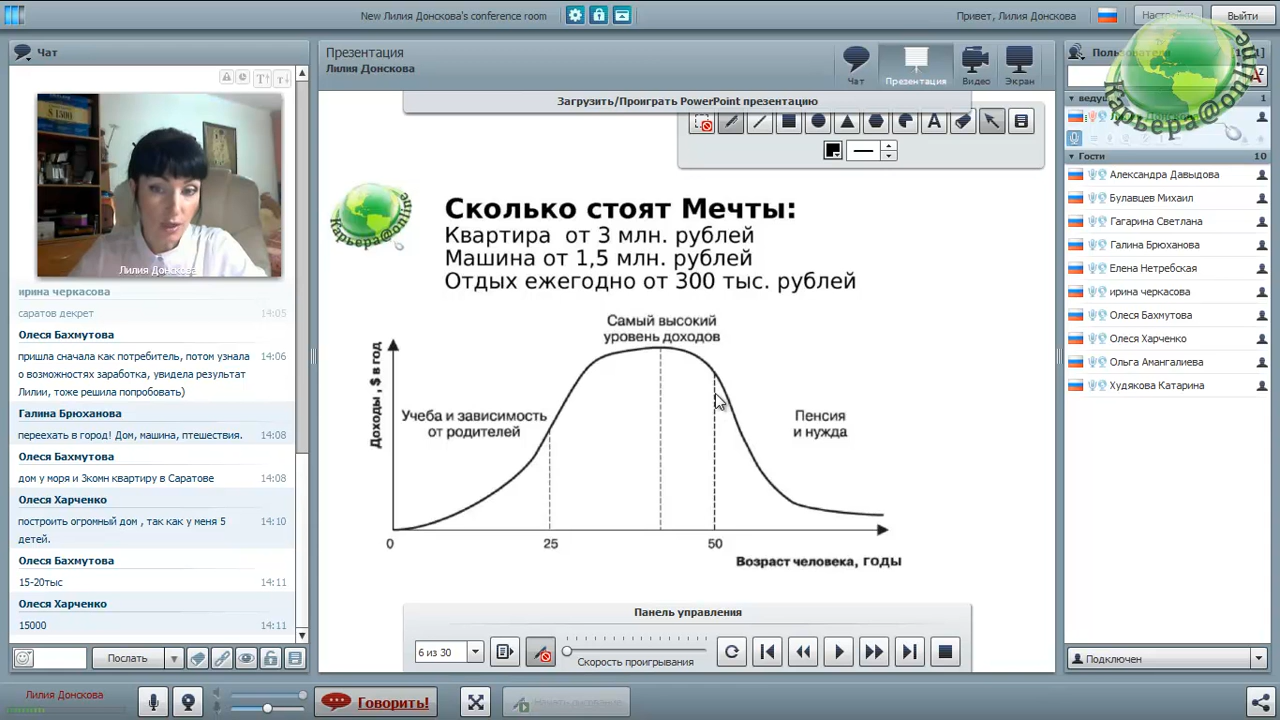 New Лилия Донскова's conference room
Привет, Лилия Донскова
Настройки
Выйти
Чат
Лилия Донскова
ирина черкасова
саратов декрет 14:05
Олеся Бахмутова
пришла сначала как потребитель, потом узнала 14:06
о возможностях заработка, увидела результат
Лилии, тоже решила попробовать)
Галина Брюханова
переехать в город! Дом, машина, птешествия. 14:08
Олеся Бахмутова
дом у моря и 3комн квартиру в Саратове 14:08
Олеся Харченко
построить огромный дом , так как у меня 5 14:10
детей.
Олеся Бахмутова
15-20тыс 14:11
Олеся Харченко
15000 14:11
Послать
Лилия Донскова
Говорить!
Презентация
Лилия Донскова
Чат
Презентация
Видео
Экран
Загрузить/Проиграть PowerPoint презентацию
A
Карьера@online
Сколько стоят Мечты:
Квартира от 3 млн. рублей
Машина от 1,5 млн. рублей
Отдых ежегодно от 300 тыс. рублей
Самый высокий
уровень доходов
Доходы, $ в год
Учеба и зависимость
от родителей
Пенсия
и нужда
0
25
50
Возраст человека, годы
Панель управления
6 из 30
Скорость проигрывания
Карьера@online
Гости 10
Александра Давыдова
Булавцев Михаил
Гагарина Светлана
Галина Брюханова
Елена Нетребская
ирина черкасова
Олеся Бахмутова
Олеся Харченко
Ольга Амангалиева
Худякова Катарина
Подключен